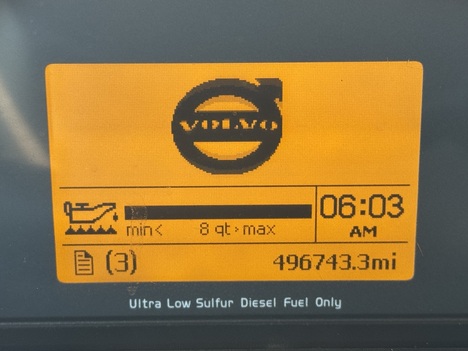 VOLVO
06:03
min< 8 qt>max
AM
(3) 496743.3mi
Ultra Low Sulfur Diesel Fuel Only